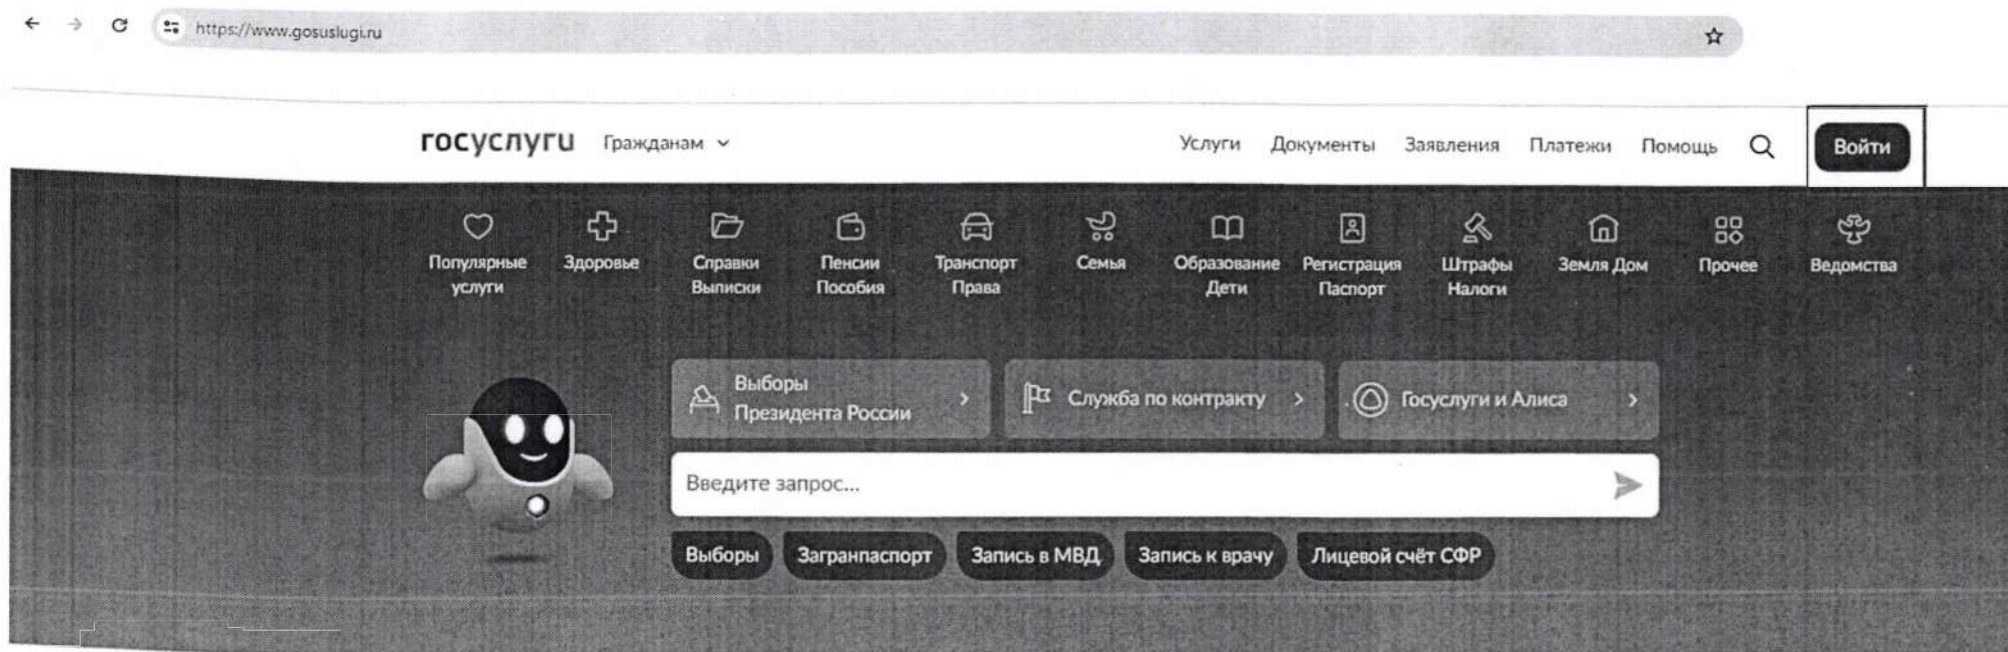 https://www.gosuslugi.ru
госуслуги Гражданам Услуги Документы Заявления Платежи Помощь Войти
Популярные услуги
Здоровье
Справки Выписки
Пенсии Пособия
Транспорт Права
Семья
Образование Дети
Регистрация Паспорт
Штрафы Налоги
Земля Дом
Прочее
Ведомства
Выборы
Президента России
Служба по контракту
Госуслуги и Алиса
Введите запрос...
Выборы Загранпаспорт Запись в МВД Запись к врачу Лицевой счёт СФР